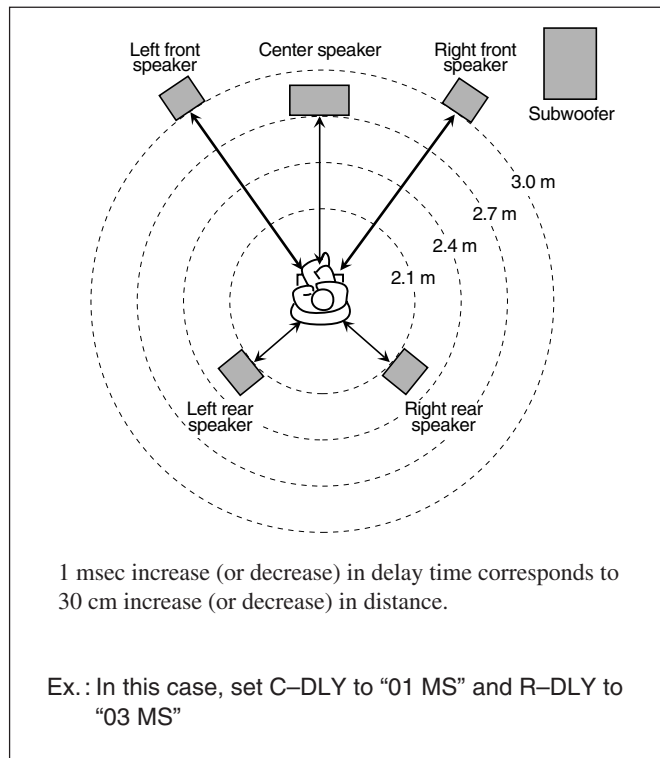 Left front
speaker
Center speaker
Right front
speaker
Subwoofer
3.0 m
2.7 m
2.4 m
2.1 m
Left rear
speaker
Right rear
speaker
1 msec increase (or decrease) in delay time corresponds to
30 cm increase (or decrease) in distance.
Ex.: In this case, set C–DLY to “01 MS” and R–DLY to
“03 MS”